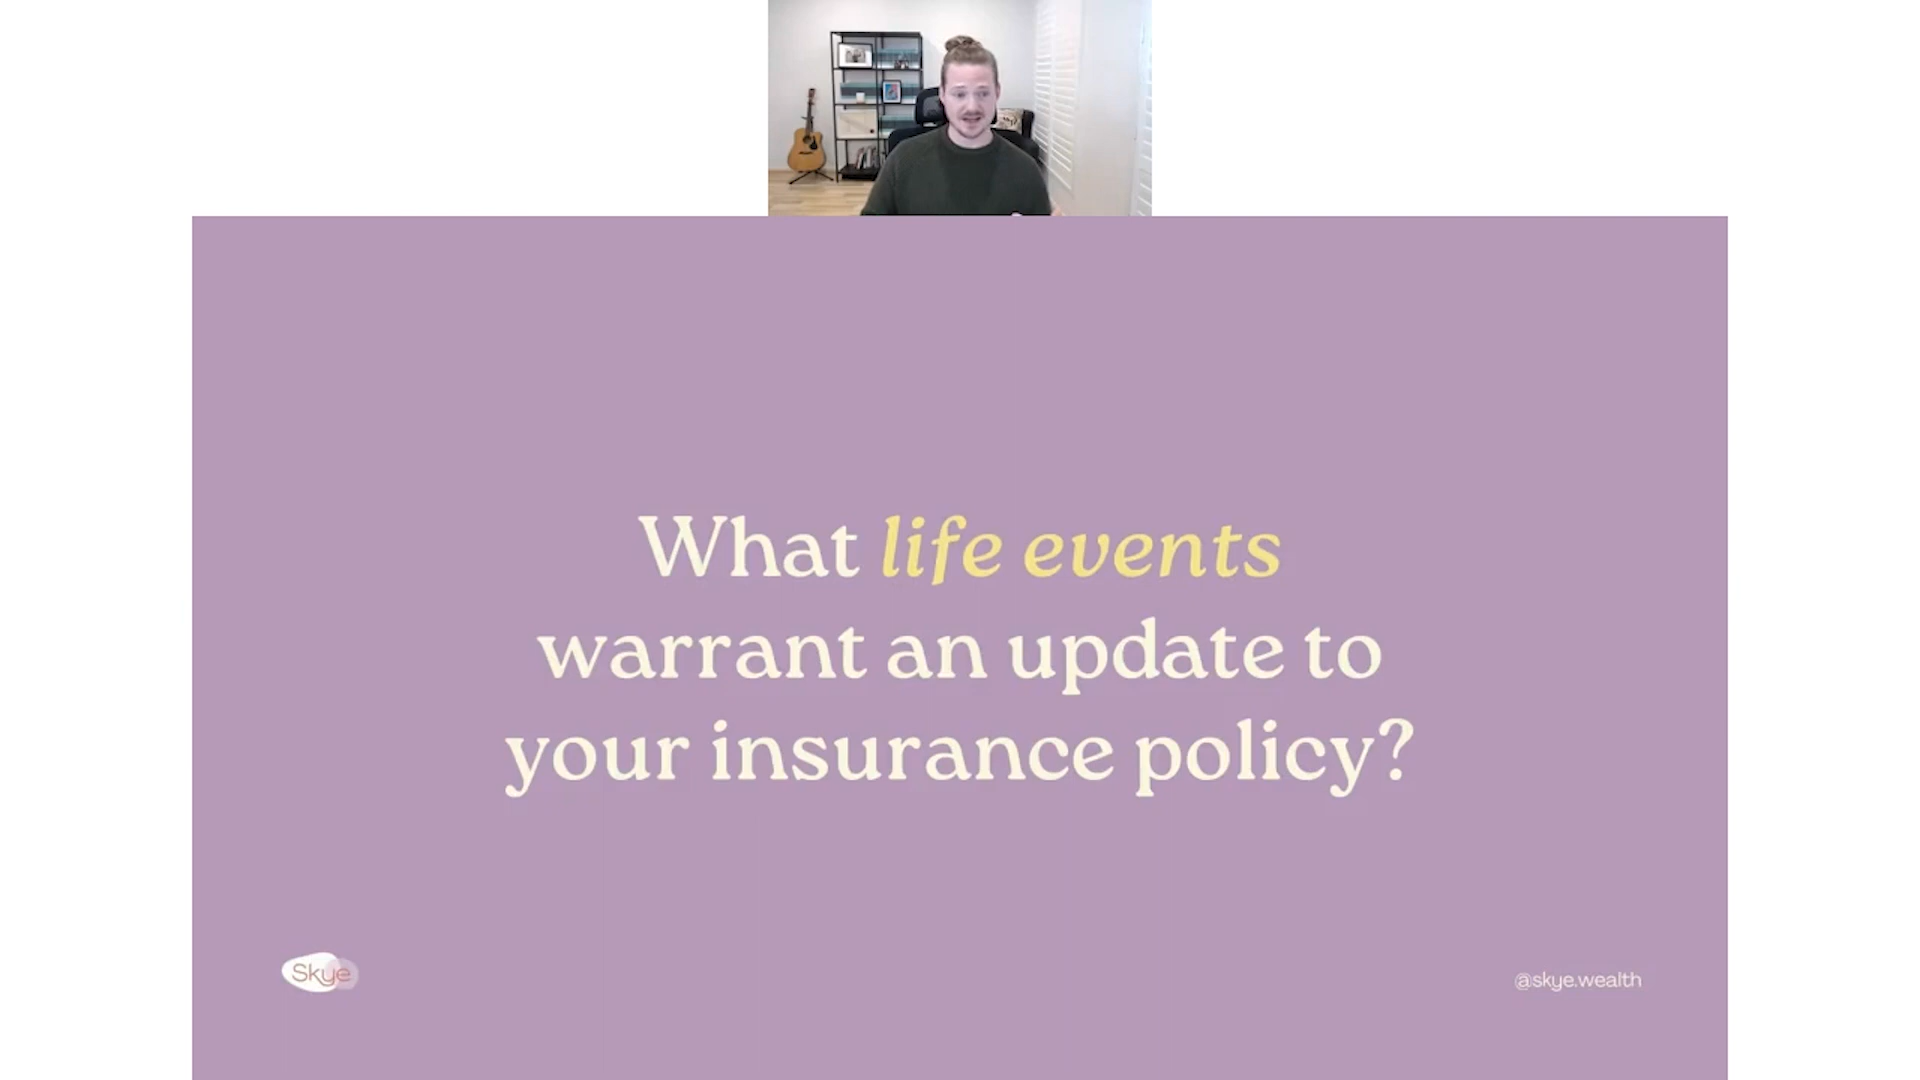 What life events
warrant an update to
your insurance policy?
Skye
@skye.wealth